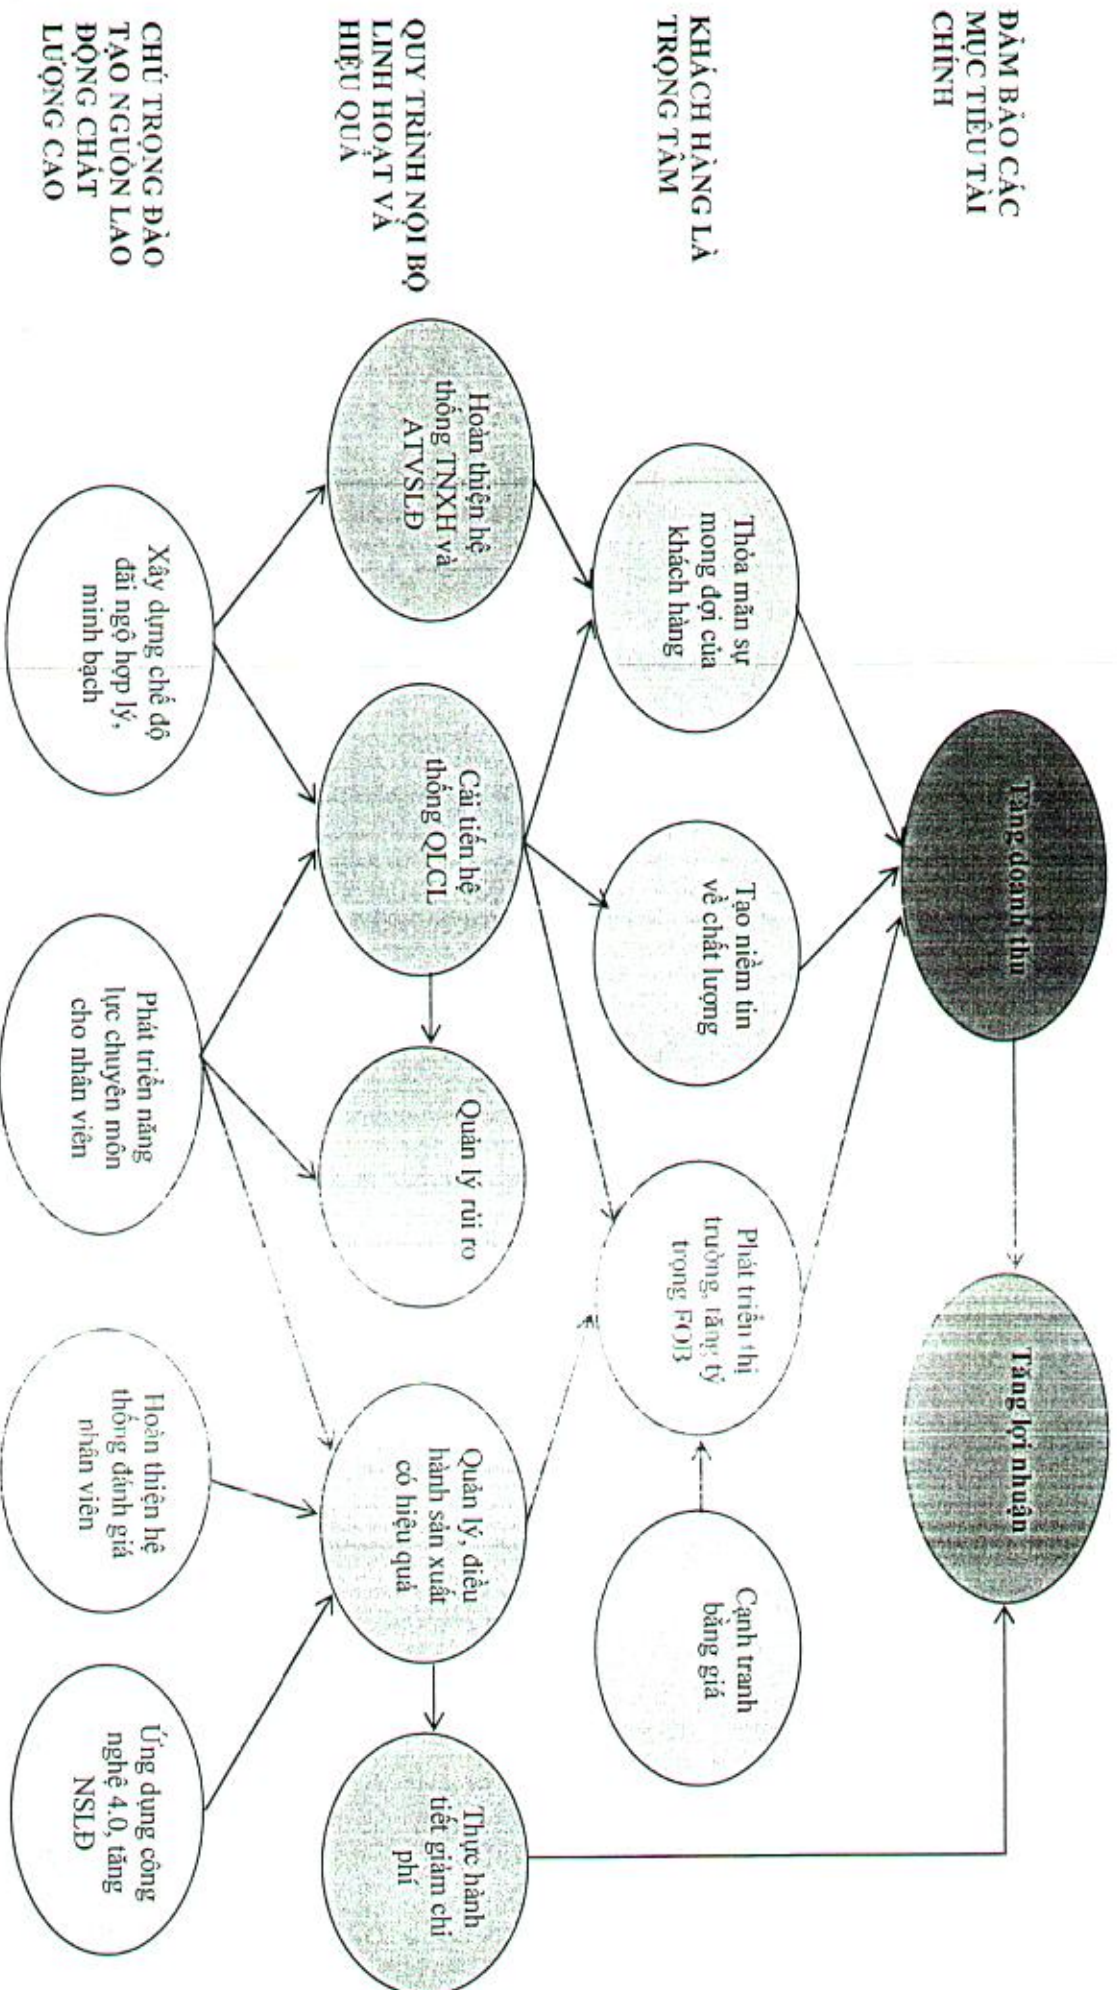 ĐẢM BẢO CÁC
MỤC TIÊU TÀI
CHÍNH
Tăng doanh thu
Tăng lợi nhuận
KHÁCH HÀNG LÀ
TRỌNG TÂM
Thỏa mãn sự
mong đợi của
khách hàng
Tạo niềm tin
về chất lượng
Phát triển thị
trường, tăng tỷ
trọng FOB
Cạnh tranh
bằng giá
QUY TRÌNH NỘI BỘ
LINH HOẠT VÀ
HIỆU QUẢ
Hoàn thiện hệ
thống TNXH và
ATVSLĐ
Cải tiến hệ
thống QLCL
Quản lý rủi ro
Quản lý, điều
hành sản xuất
có hiệu quả
Thực hành
tiết giảm chi
phí
CHÚ TRỌNG ĐÀO
TẠO NGUỒN LAO
ĐỘNG CHẤT
LƯỢNG CAO
Xây dựng chế độ
đãi ngộ hợp lý,
minh bạch
Phát triển năng
lực chuyên môn
cho nhân viên
Hoàn thiện hệ
thống đánh giá
nhân viên
Ứng dụng công
nghệ 4.0, tăng
NSLĐ